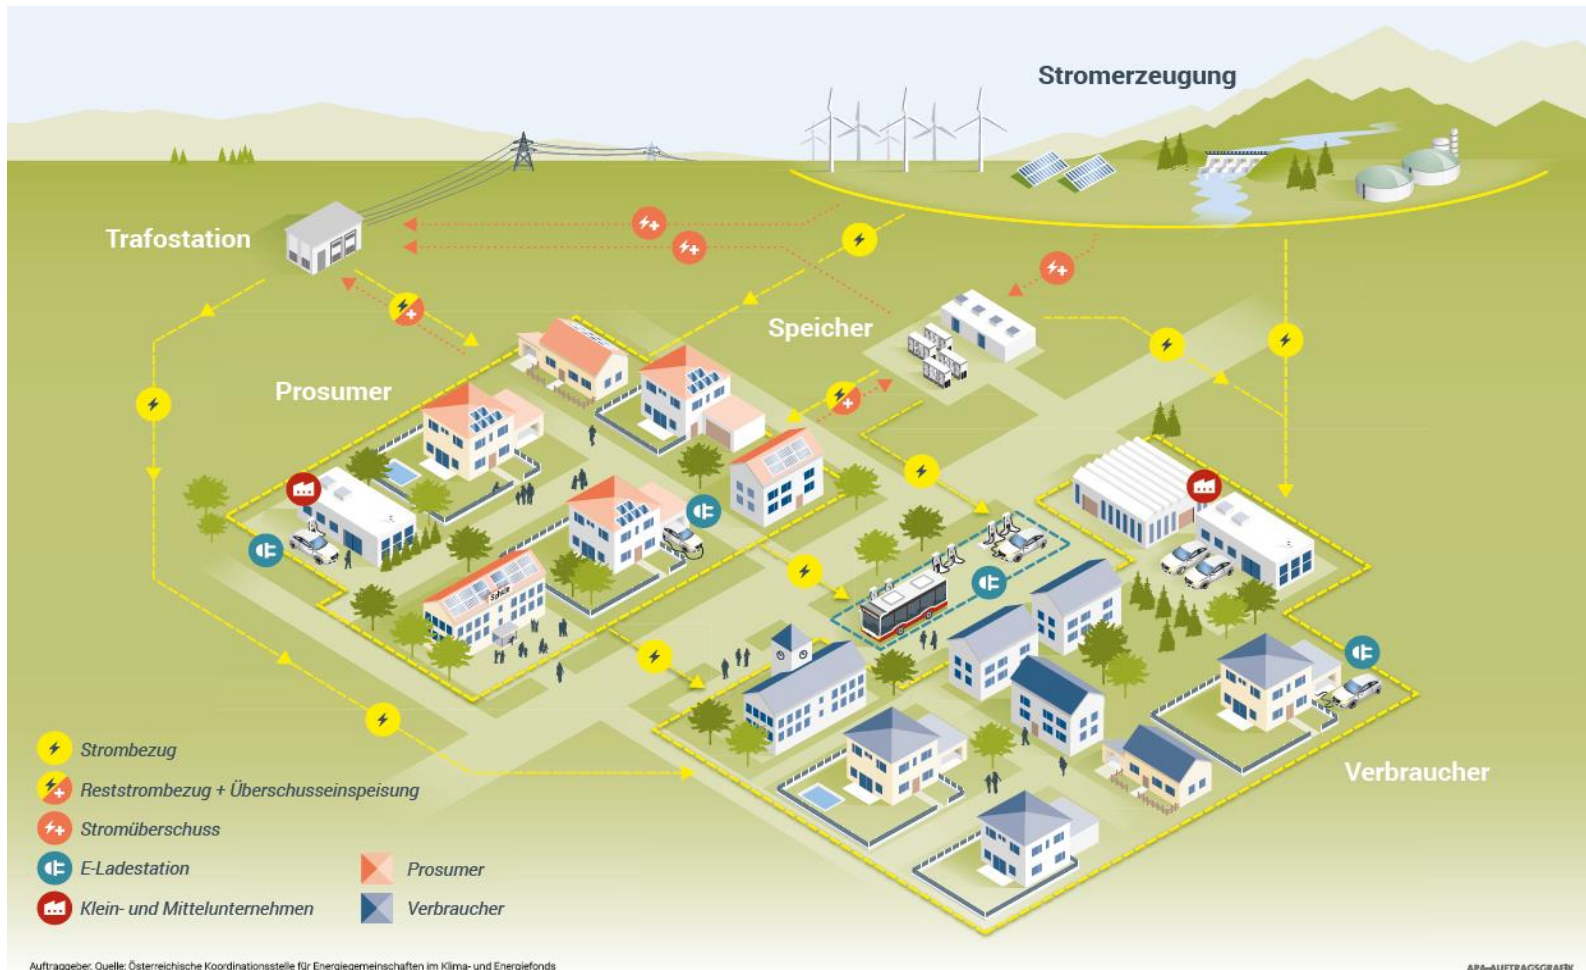 Stromerzeugung
Trafostation
Speicher
Prosumer
Schule
Verbraucher
Strombezug
Reststrombezug + Überschusseinspeisung
Stromüberschuss
E-Ladestation
Klein- und Mittelunternehmen
Prosumer
Verbraucher
Auftraggeber, Quelle: Österreichische Koordinationsstelle für Energiegemeinschaften im Klima- und Energiefonds
APA-AUFTRAGSGRAFIK